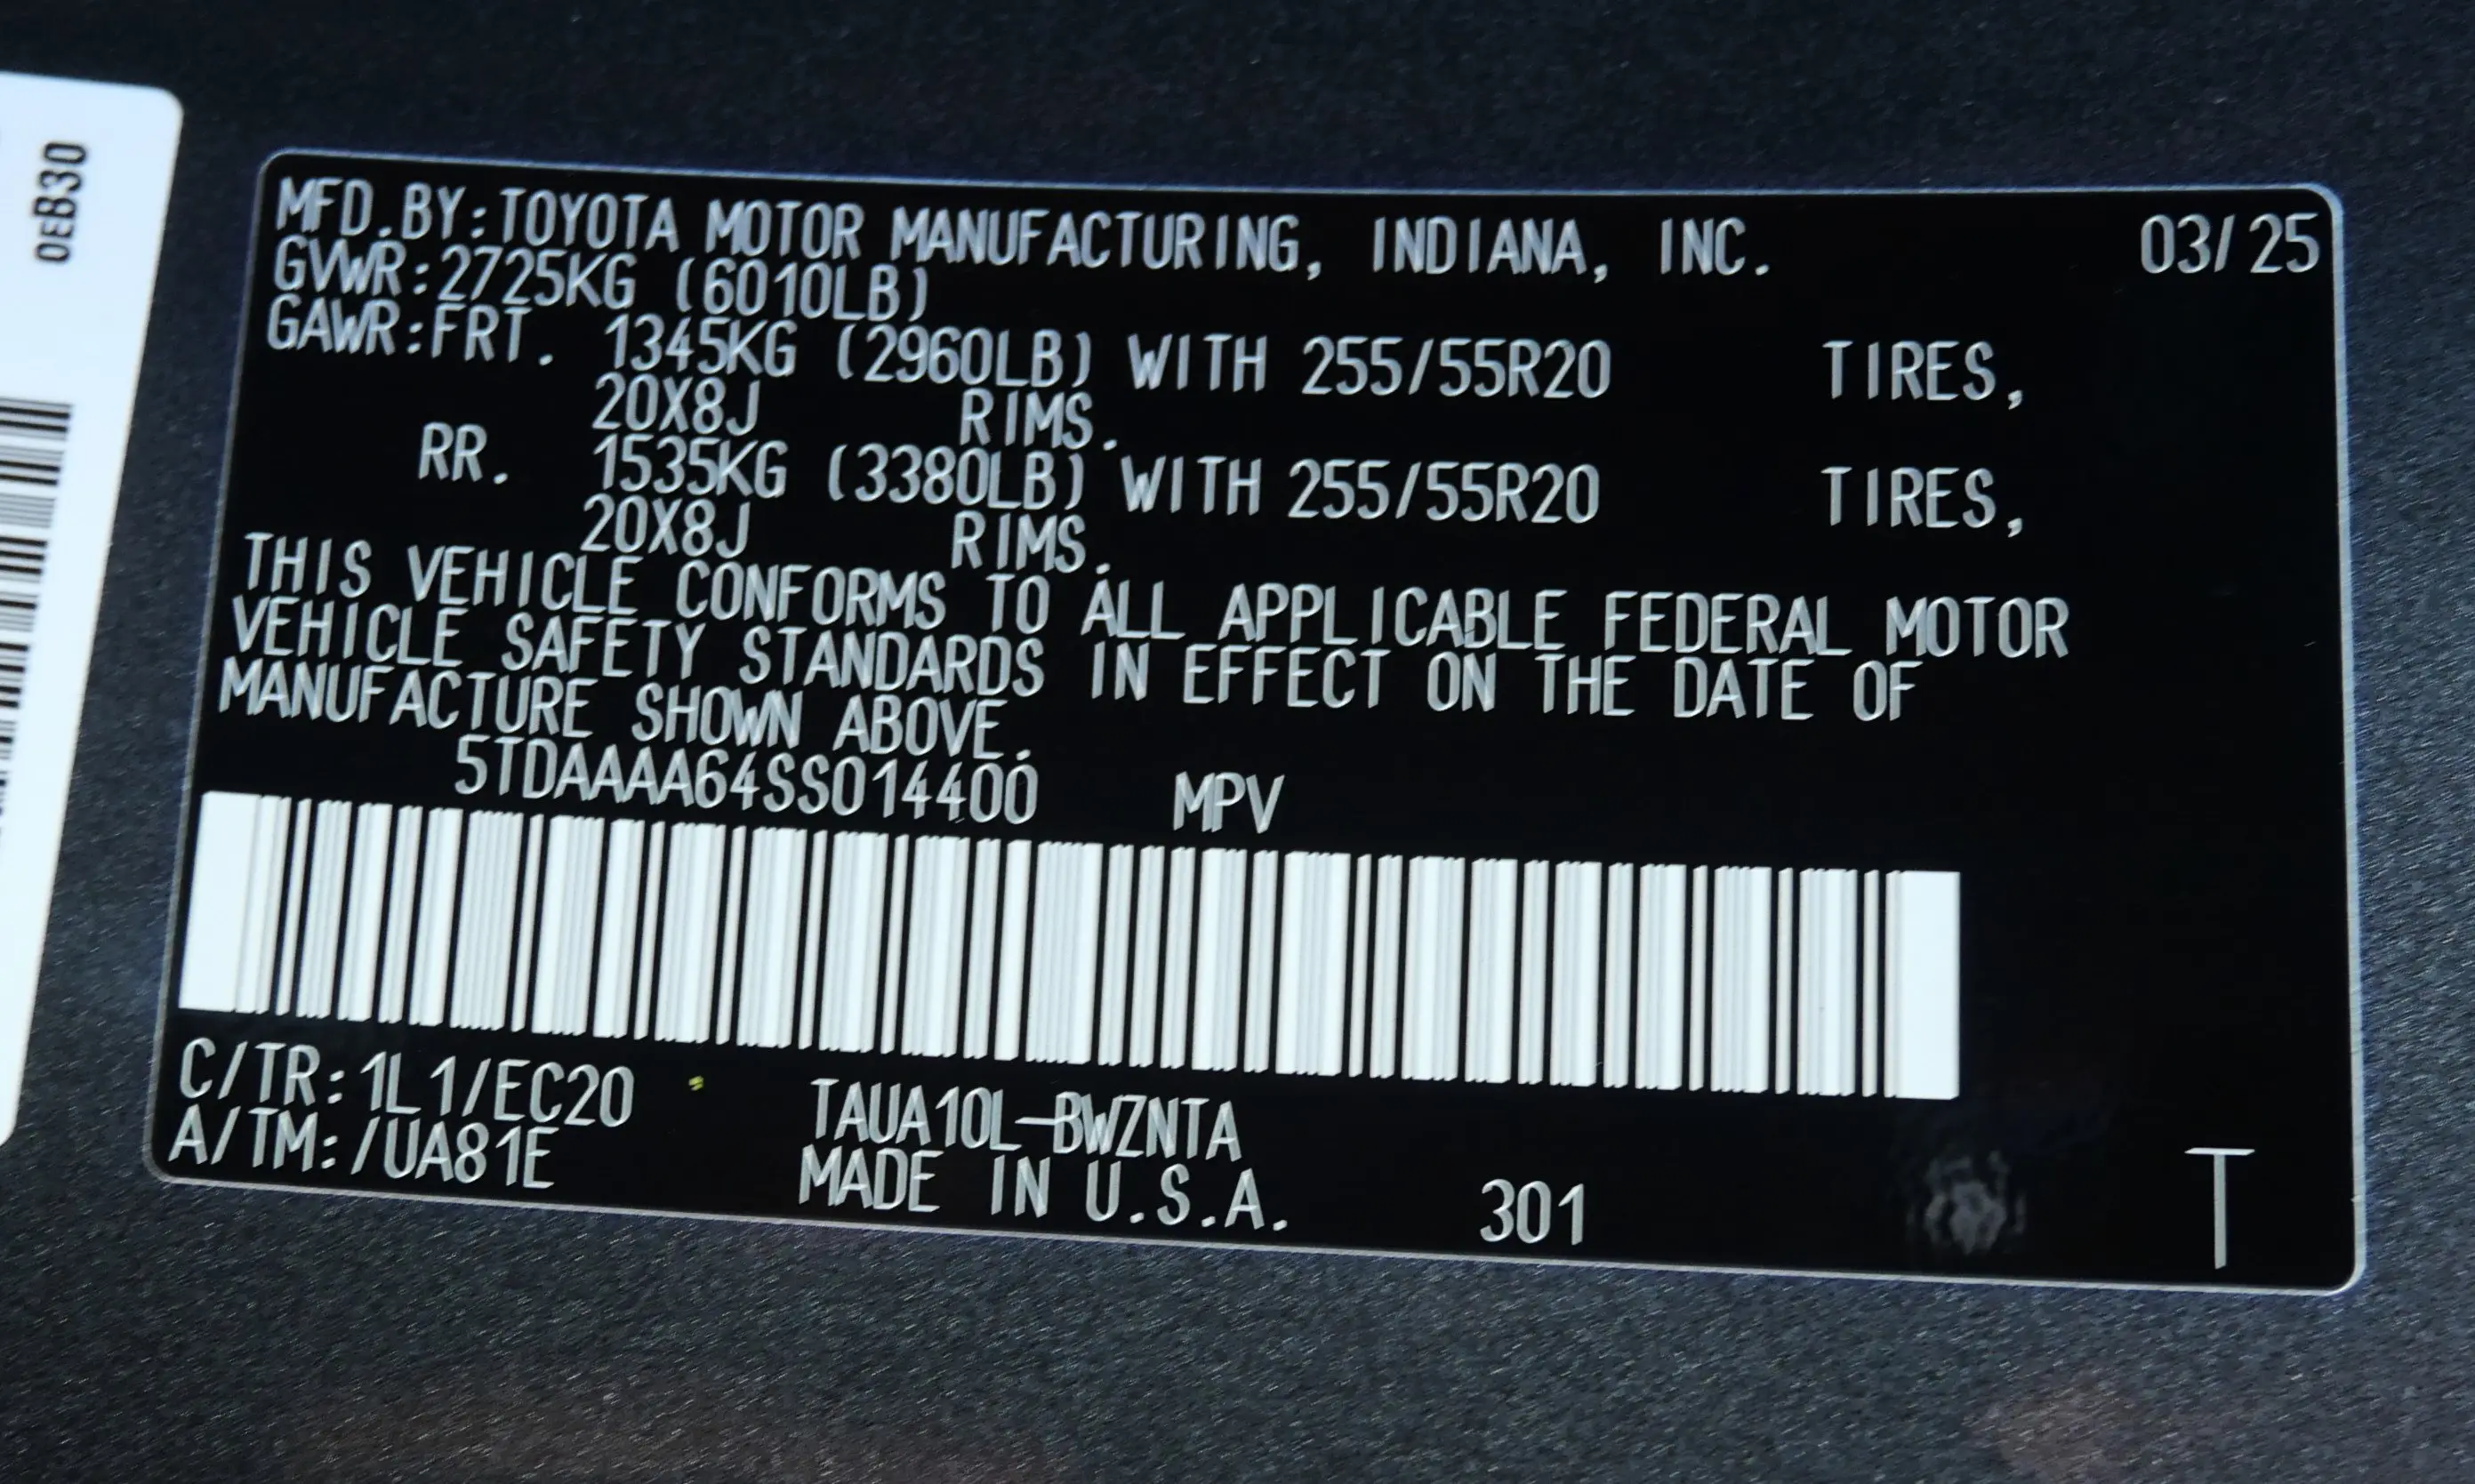 0EB30
MFD.BY:TOYOTA MOTOR MANUFACTURING, INDIANA, INC. 03/25
GVWR:2725KG (6010LB)
GAWR:FRT. 1345KG (2960LB) WITH 255/55R20 TIRES,
20X8J RIMS.
RR. 1535KG (3380LB) WITH 255/55R20 TIRES,
20X8J RIMS.
THIS VEHICLE CONFORMS TO ALL APPLICABLE FEDERAL MOTOR
VEHICLE SAFETY STANDARDS IN EFFECT ON THE DATE OF
MANUFACTURE SHOWN ABOVE.
5TDAAAA64SS014400 MPV
C/TR:1L1/EC20 TAUA10L-BWZNTA
A/TM:/UA81E MADE IN U.S.A. 301 T